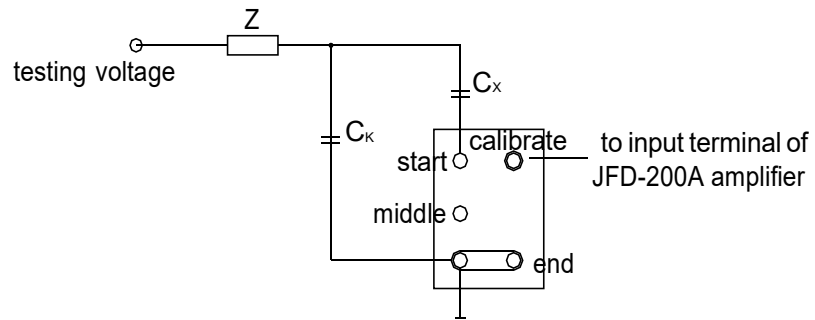 Z
testing voltage
Cx
CK
calibrate
to input terminal of
start
JFD-200A amplifier
middle
end